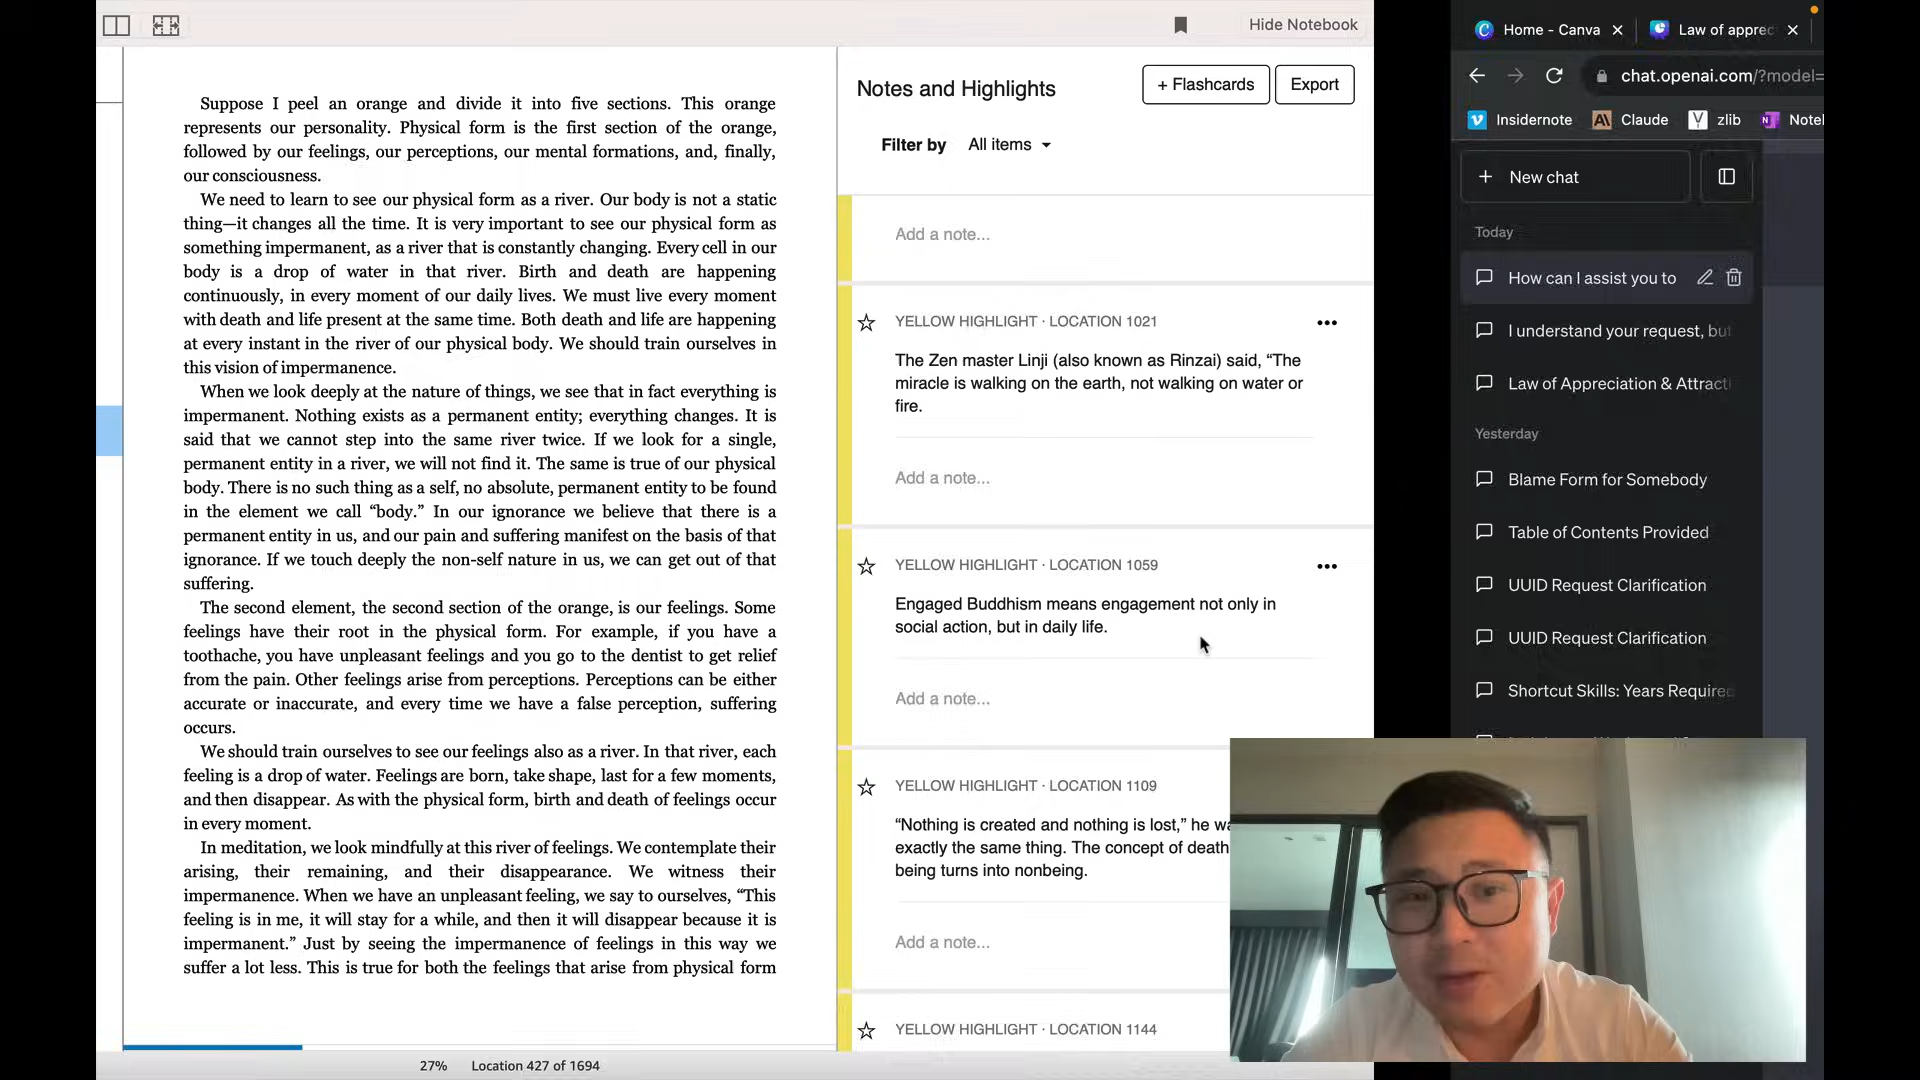 Hide Notebook
Suppose I peel an orange and divide it into five sections. This orange
represents our personality. Physical form is the first section of the orange,
followed by our feelings, our perceptions, our mental formations, and, finally,
our consciousness.
We need to learn to see our physical form as a river. Our body is not a static
thing—it changes all the time. It is very important to see our physical form as
something impermanent, as a river that is constantly changing. Every cell in our
body is a drop of water in that river. Birth and death are happening
continuously, in every moment of our daily lives. We must live every moment
with death and life present at the same time. Both death and life are happening
at every instant in the river of our physical body. We should train ourselves in
this vision of impermanence.
When we look deeply at the nature of things, we see that in fact everything is
impermanent. Nothing exists as a permanent entity; everything changes. It is
said that we cannot step into the same river twice. If we look for a single,
permanent entity in a river, we will not find it. The same is true of our physical
body. There is no such thing as a self, no absolute, permanent entity to be found
in the element we call “body.” In our ignorance we believe that there is a
permanent entity in us, and our pain and suffering manifest on the basis of that
ignorance. If we touch deeply the non-self nature in us, we can get out of that
suffering.
The second element, the second section of the orange, is our feelings. Some
feelings have their root in the physical form. For example, if you have a
toothache, you have unpleasant feelings and you go to the dentist to get relief
from the pain. Other feelings arise from perceptions. Perceptions can be either
accurate or inaccurate, and every time we have a false perception, suffering
occurs.
We should train ourselves to see our feelings also as a river. In that river, each
feeling is a drop of water. Feelings are born, take shape, last for a few moments,
and then disappear. As with the physical form, birth and death of feelings occur
in every moment.
In meditation, we look mindfully at this river of feelings. We contemplate their
arising, their remaining, and their disappearance. We witness their
impermanence. When we have an unpleasant feeling, we say to ourselves, “This
feeling is in me, it will stay for a while, and then it will disappear because it is
impermanent.” Just by seeing the impermanence of feelings in this way we
suffer a lot less. This is true for both the feelings that arise from physical form
27% Location 427 of 1694
Notes and Highlights
+ Flashcards
Export
Filter by All items
Add a note...
YELLOW HIGHLIGHT · LOCATION 1021
The Zen master Linji (also known as Rinzai) said, “The
miracle is walking on the earth, not walking on water or
fire.
Add a note...
YELLOW HIGHLIGHT · LOCATION 1059
Engaged Buddhism means engagement not only in
social action, but in daily life.
Add a note...
YELLOW HIGHLIGHT · LOCATION 1109
“Nothing is created and nothing is lost,” he wa
exactly the same thing. The concept of death
being turns into nonbeing.
Add a note...
YELLOW HIGHLIGHT · LOCATION 1144
Home - Canva
Law of apprec
chat.openai.com/?model=
Insidernote
Claude
zlib
Note
New chat
Today
How can I assist you to
I understand your request, bu
Law of Appreciation & Attract
Yesterday
Blame Form for Somebody
Table of Contents Provided
UUID Request Clarification
UUID Request Clarification
Shortcut Skills: Years Required